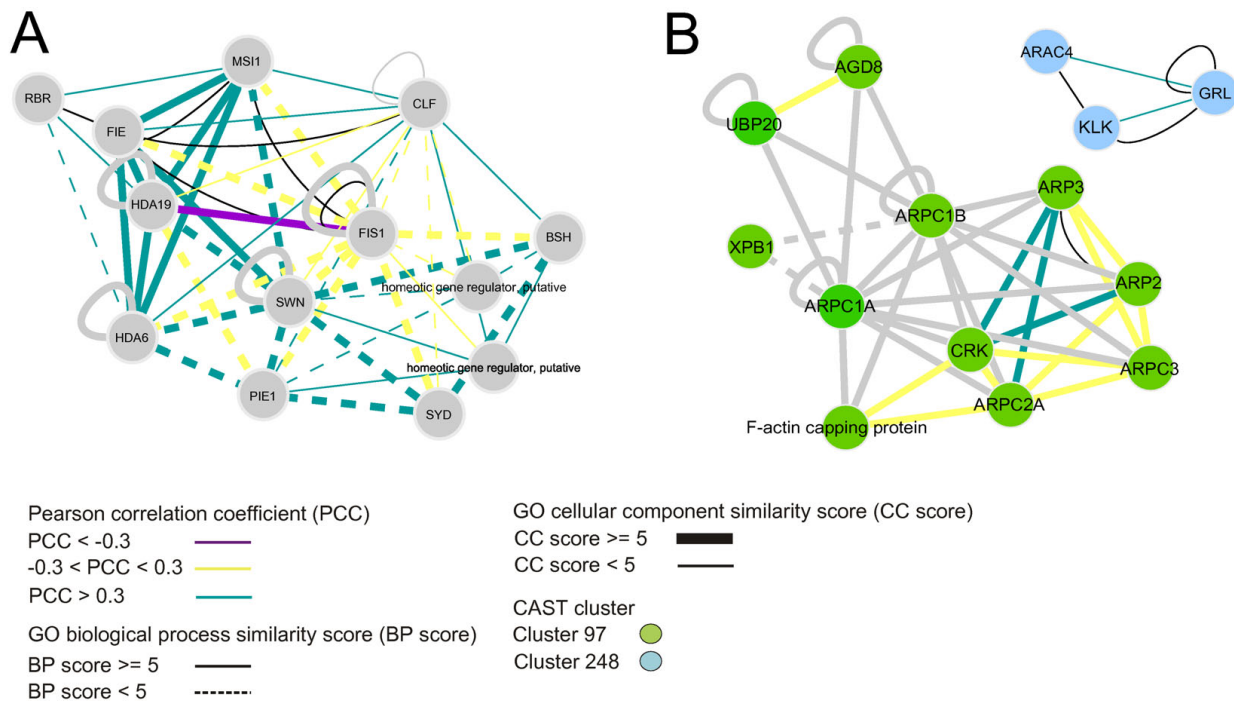 A
MSI1
RBR
CLF
FIE
HDA19
FIS1
BSH
homeotic gene regulator, putative
SWN
HDA6
homeotic gene regulator, putative
PIE1
SYD
B
ARAC4
AGD8
GRL
UBP20
KLK
ARP3
ARPC1B
XPB1
ARP2
ARPC1A
CRK
ARPC3
ARPC2A
F-actin capping protein
Pearson correlation coefficient (PCC)
PCC < -0.3
-0.3 < PCC < 0.3
PCC > 0.3
GO biological process similarity score (BP score)
BP score >= 5
BP score < 5
GO cellular component similarity score (CC score)
CC score >= 5
CC score < 5
CAST cluster
Cluster 97
Cluster 248